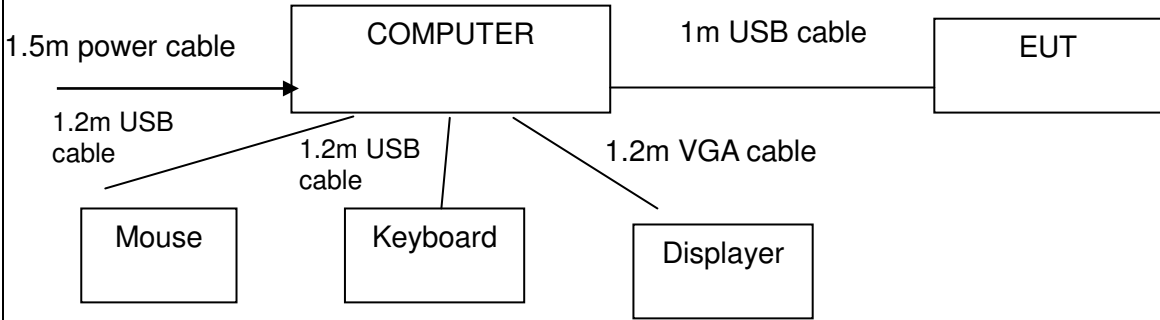 1.5m power cable
COMPUTER
1m USB cable
EUT
1.2m USB
cable
1.2m USB
cable
1.2m VGA cable
Mouse
Keyboard
Displayer